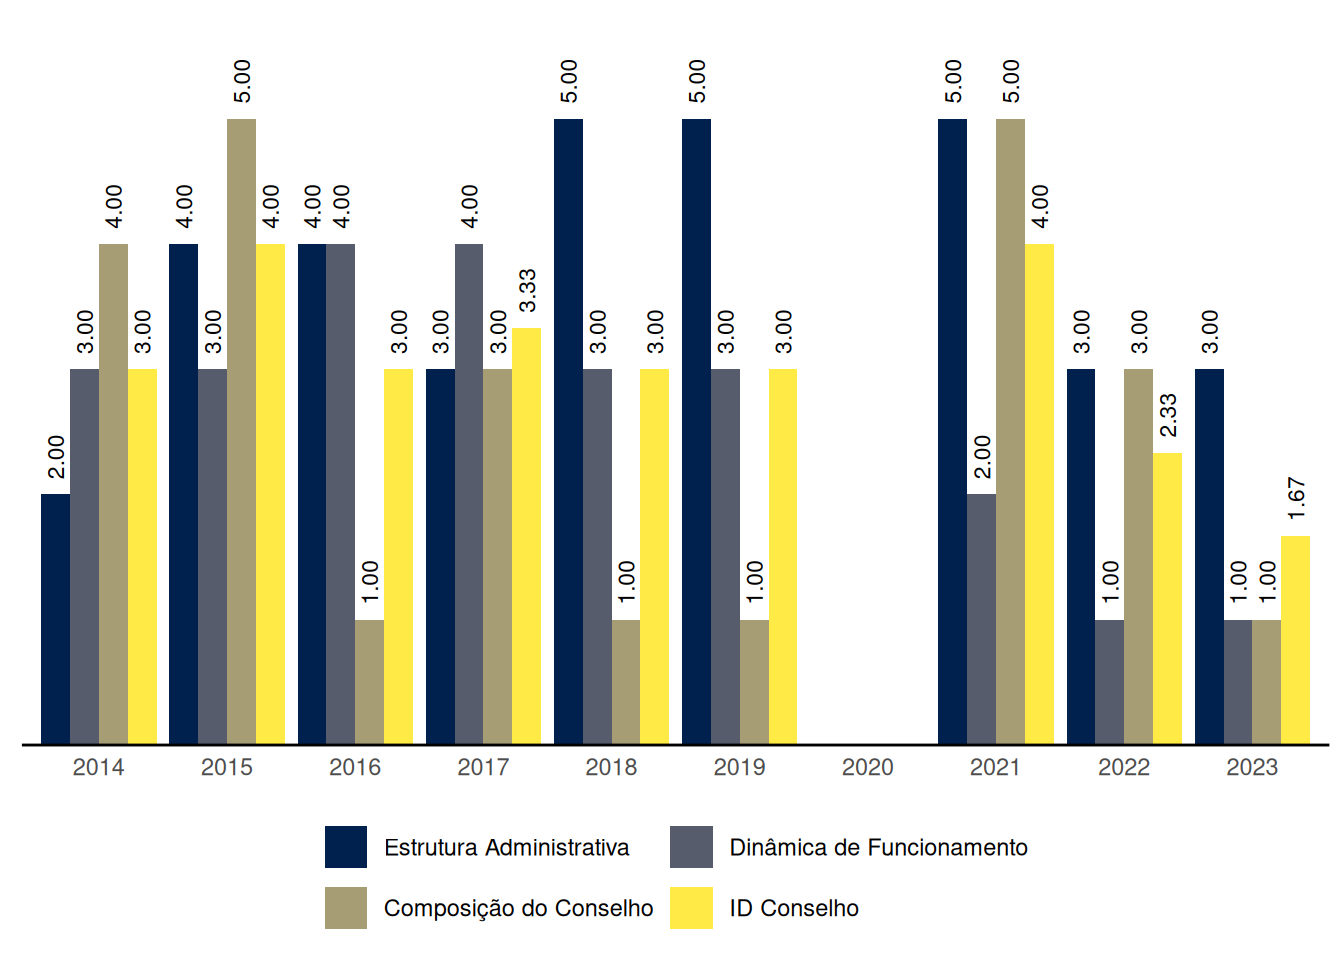 2.00 3.00 4.00 3.00 4.00 3.00 5.00 4.00 4.00 4.00 1.00 3.00 3.00 4.00 3.00 3.33 5.00 3.00 1.00 3.00 5.00 3.00 1.00 3.00 5.00 2.00 5.00 4.00 3.00 1.00 3.00 2.33 3.00 1.00 1.00 1.67
2014 2015 2016 2017 2018 2019 2020 2021 2022 2023
Estrutura Administrativa Dinâmica de Funcionamento
Composição do Conselho ID Conselho